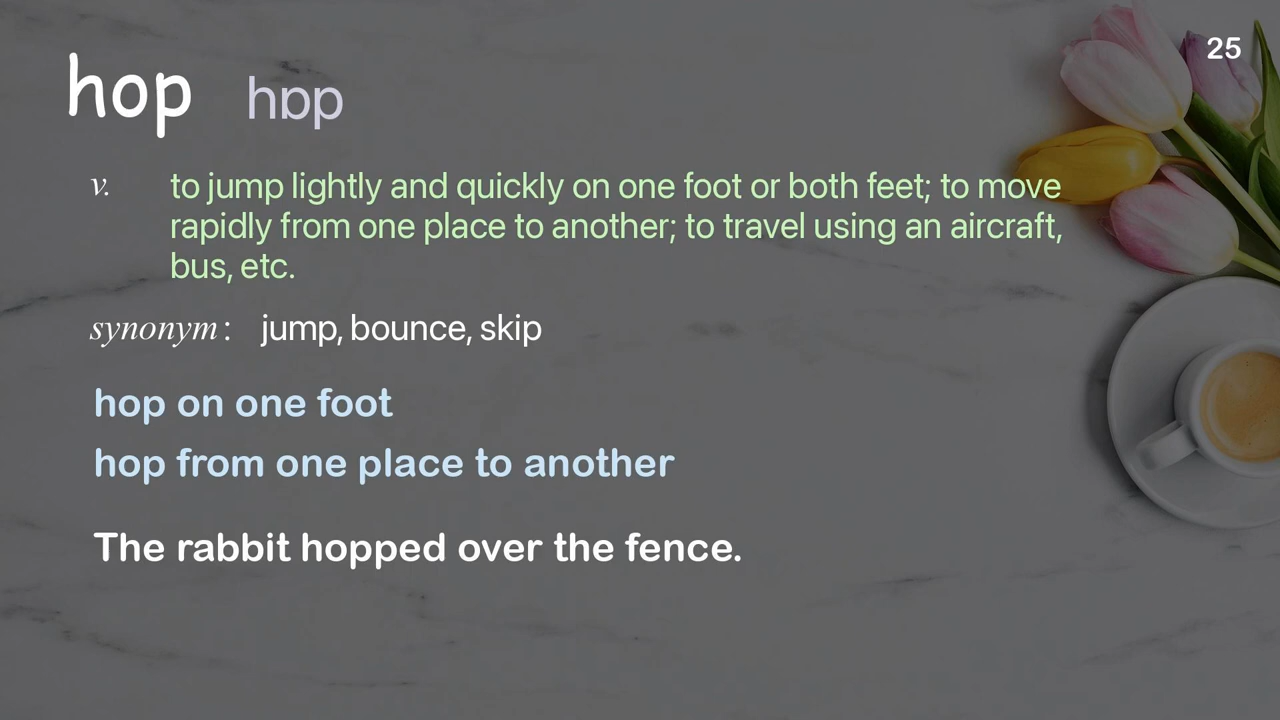 25
hop hɒp
v. to jump lightly and quickly on one foot or both feet; to move
rapidly from one place to another; to travel using an aircraft,
bus, etc.
synonym: jump, bounce, skip
hop on one foot
hop from one place to another
The rabbit hopped over the fence.